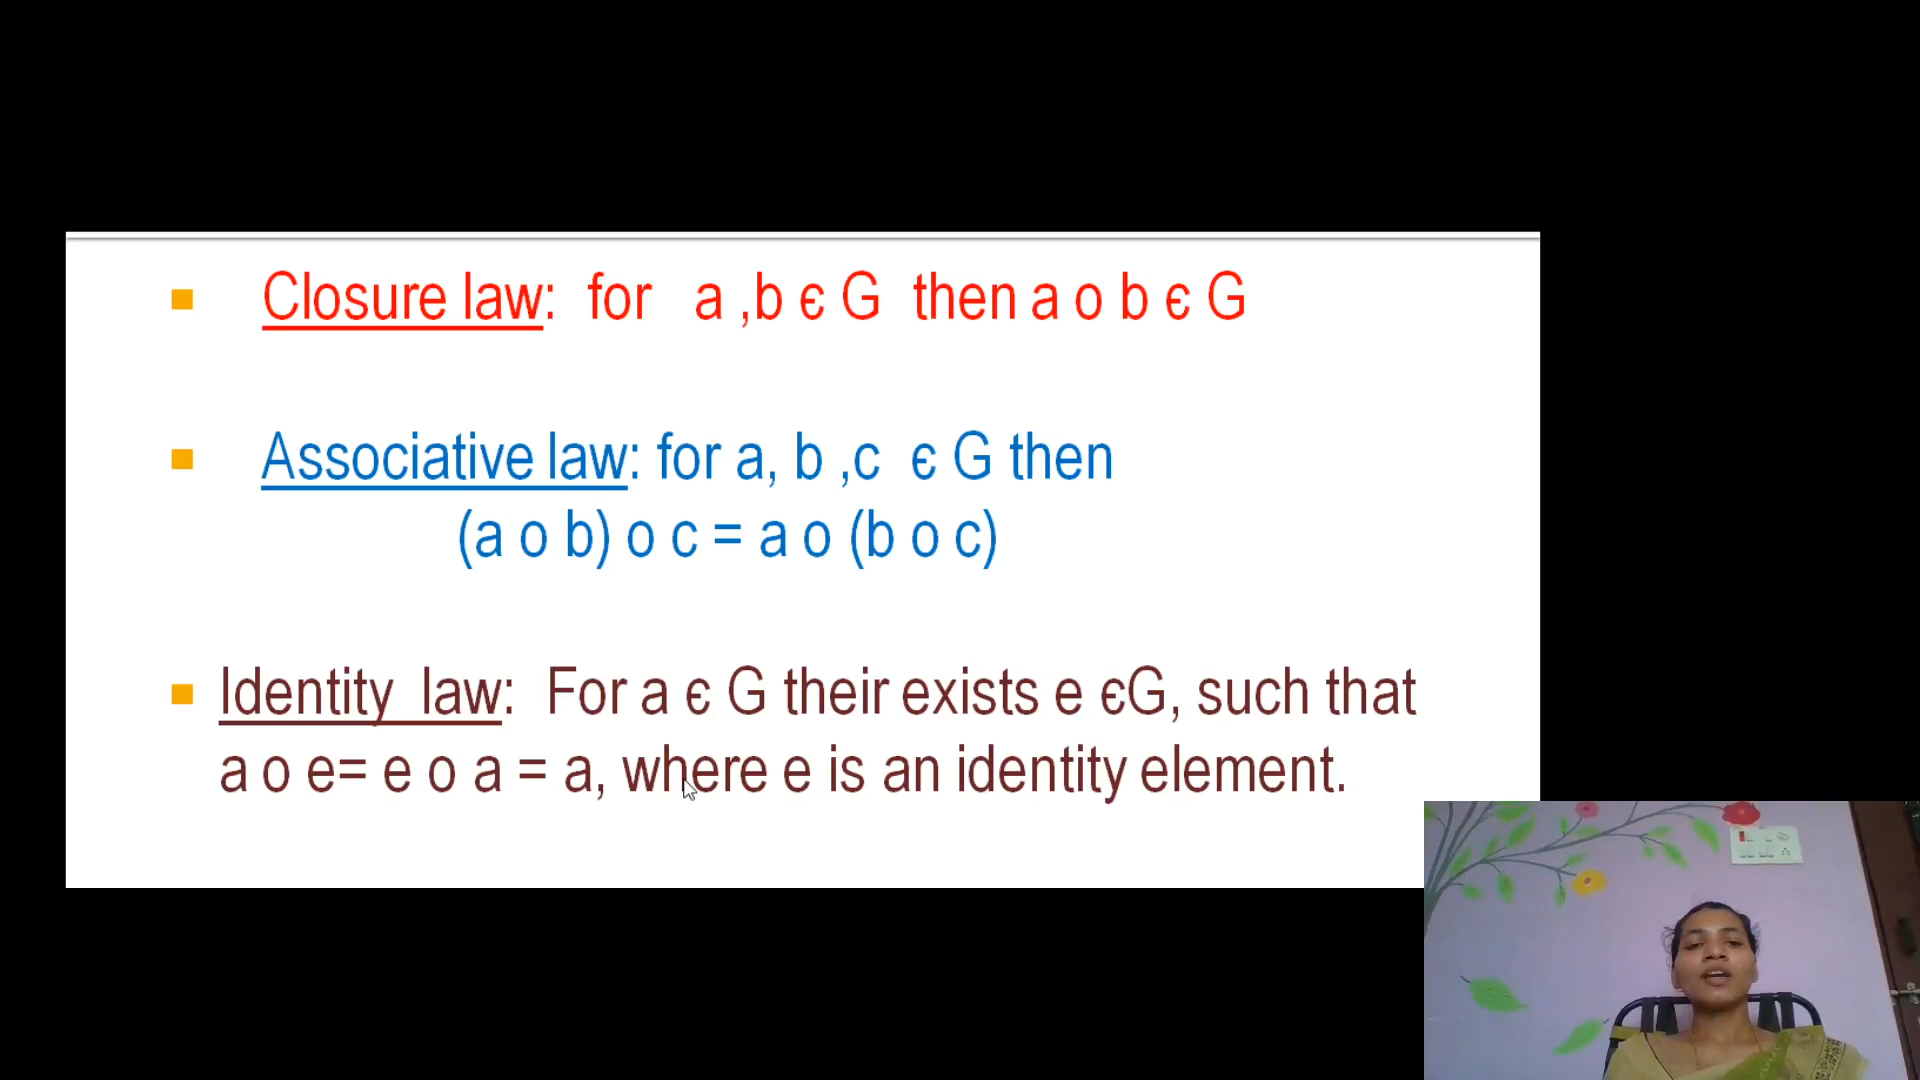 Closure law: for a ,b є G then a o b є G
Associative law: for a, b ,c є G then
(a o b) o c = a o (b o c)
Identity law: For a є G their exists e єG, such that
a o e= e o a = a, where e is an identity element.